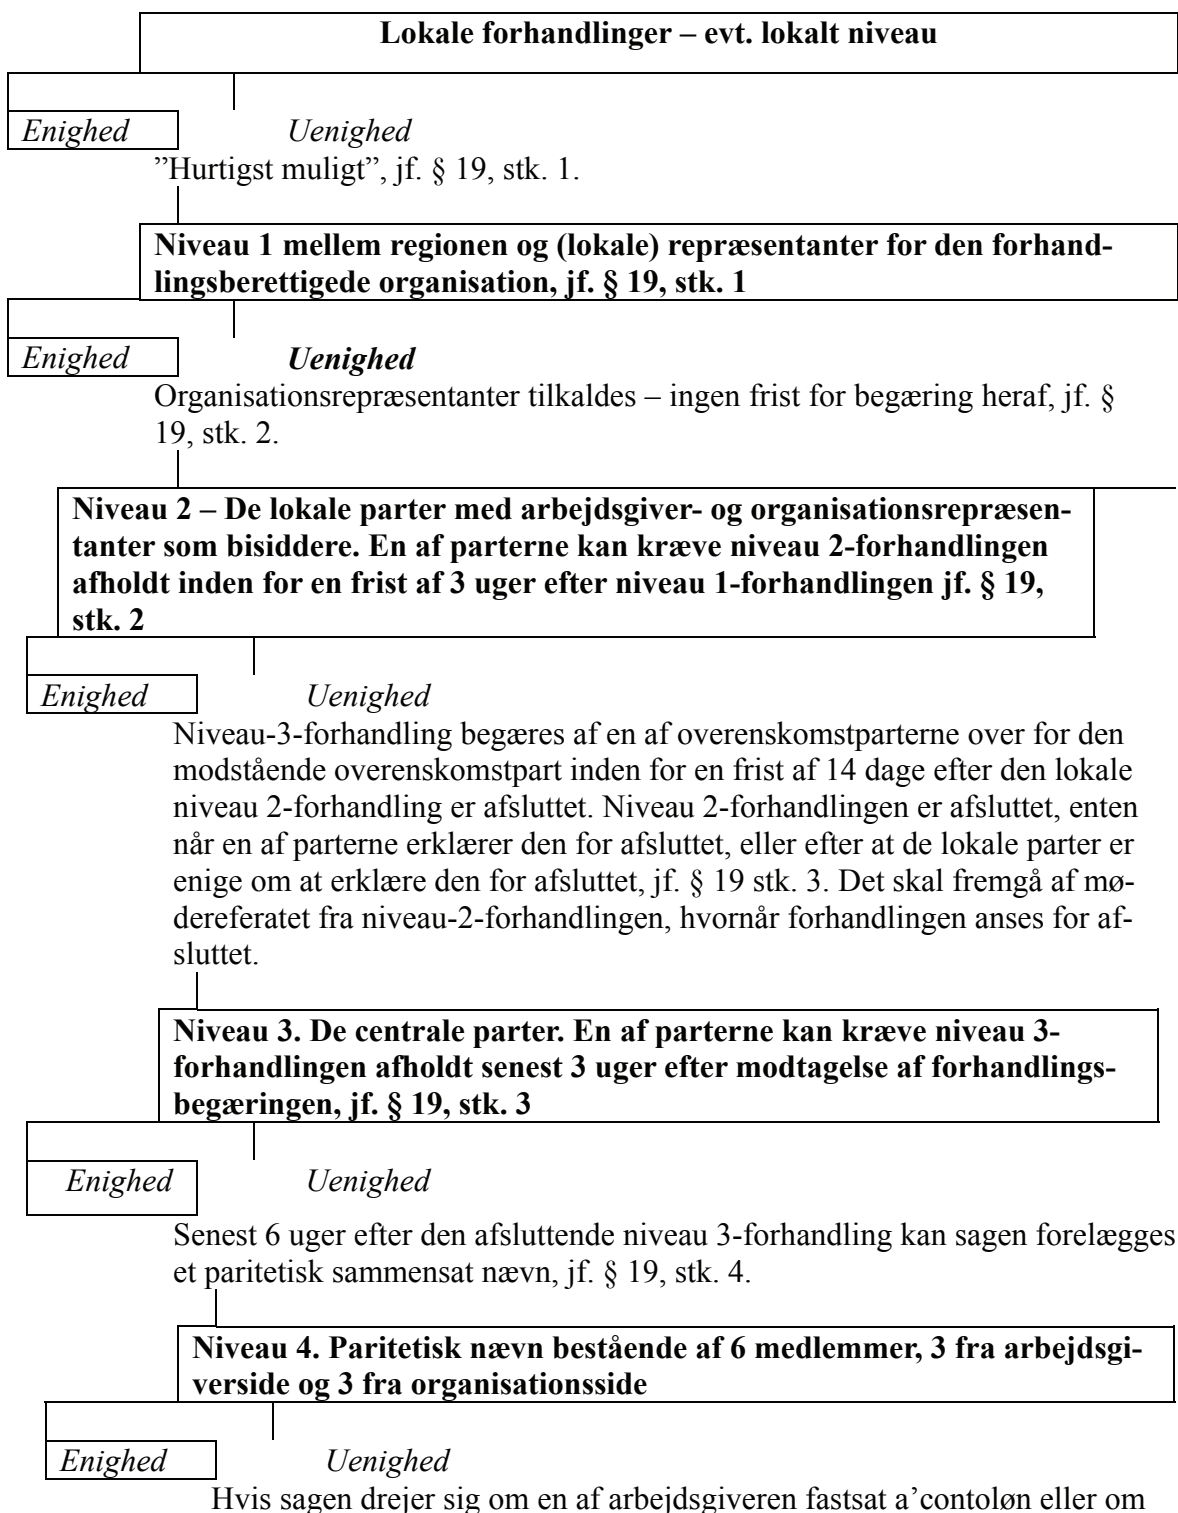 Lokale forhandlinger – evt. lokalt niveau
Enighed Uenighed
”Hurtigst muligt”, jf. § 19, stk. 1.
Niveau 1 mellem regionen og (lokale) repræsentanter for den forhand-
lingsberettigede organisation, jf. § 19, stk. 1
Enighed Uenighed
Organisationsrepræsentanter tilkaldes – ingen frist for begæring heraf, jf. §
19, stk. 2.
Niveau 2 – De lokale parter med arbejdsgiver- og organisationsrepræsen-
tanter som bisiddere. En af parterne kan kræve niveau 2-forhandlingen
afholdt inden for en frist af 3 uger efter niveau 1-forhandlingen jf. § 19,
stk. 2
Enighed Uenighed
Niveau-3-forhandling begæres af en af overenskomstparterne over for den
modstående overenskomstpart inden for en frist af 14 dage efter den lokale
niveau 2-forhandling er afsluttet. Niveau 2-forhandlingen er afsluttet, enten
når en af parterne erklærer den for afsluttet, eller efter at de lokale parter er
enige om at erklære den for afsluttet, jf. § 19 stk. 3. Det skal fremgå af mø-
dereferatet fra niveau-2-forhandlingen, hvornår forhandlingen anses for af-
sluttet.
Niveau 3. De centrale parter. En af parterne kan kræve niveau 3-
forhandlingen afholdt senest 3 uger efter modtagelse af forhandlings-
begæringen, jf. § 19, stk. 3
Enighed Uenighed
Senest 6 uger efter den afsluttende niveau 3-forhandling kan sagen forelægges
et paritetisk sammensat nævn, jf. § 19, stk. 4.
Niveau 4. Paritetisk nævn bestående af 6 medlemmer, 3 fra arbejdsgi-
verside og 3 fra organisationsside
Enighed Uenighed
Hvis sagen drejer sig om en af arbejdsgiveren fastsat a’contoløn eller om